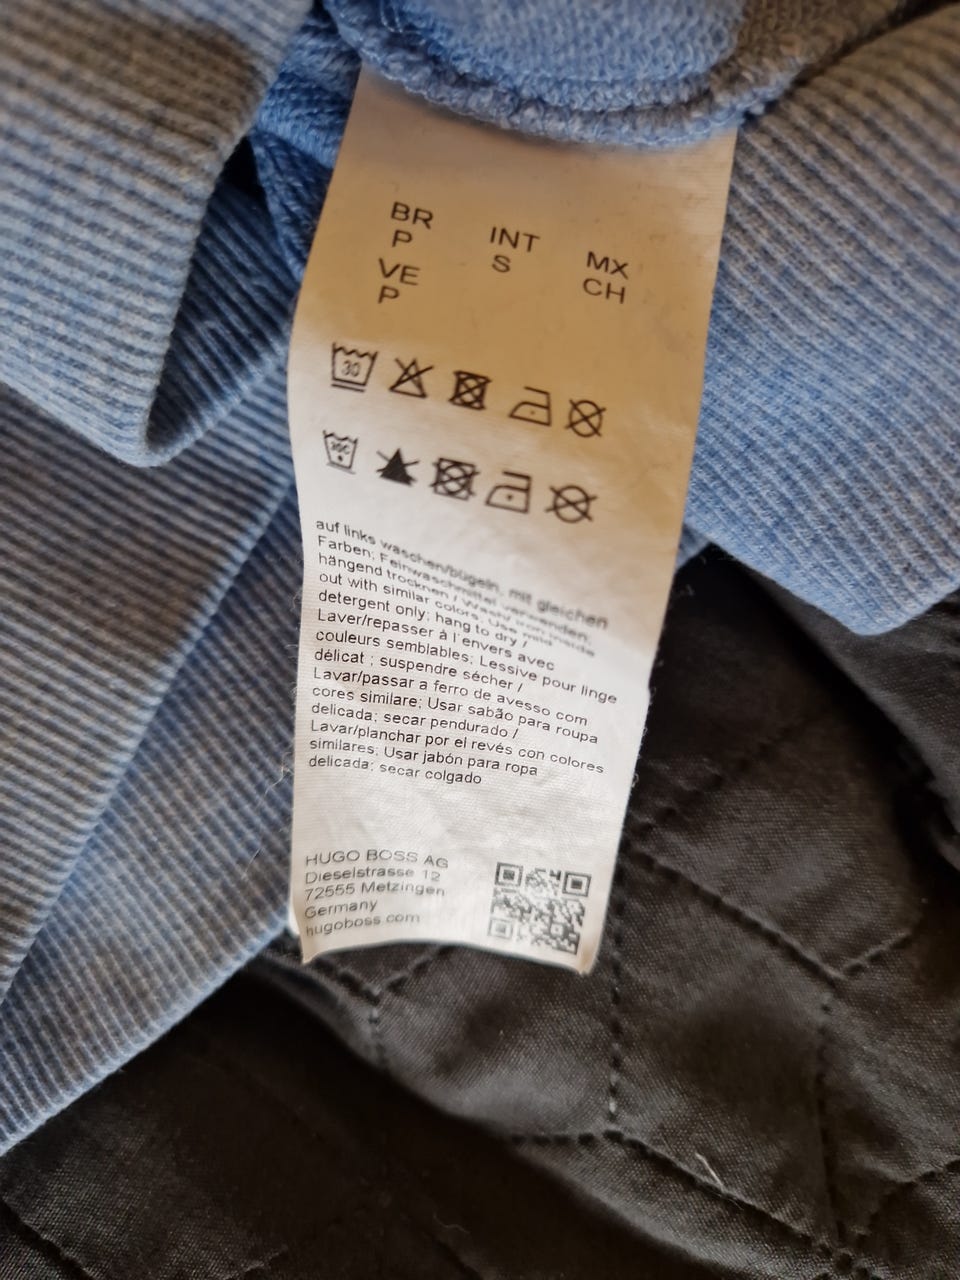 BR
P
VE
P
INT
S
MX
CH
30
30C
auf links waschen/bügeln, mit gleichen
Farben; Feinwaschmittel verwenden;
hängend trocknen / Wash/ iron inside
out with similar colors; Use mild
detergent only; hang to dry /
Laver/repasser à l'envers avec
couleurs semblables; Lessive pour linge
délicat ; suspendre sécher /
Lavar/passar a ferro de avesso com
cores similare; Usar sabão para roupa
delicada; secar pendurado /
Lavar/planchar por el revés con colores
similares; Usar jabón para ropa
delicada; secar colgado
HUGO BOSS AG
Dieselstrasse 12
72555 Metzingen
Germany
hugoboss.com